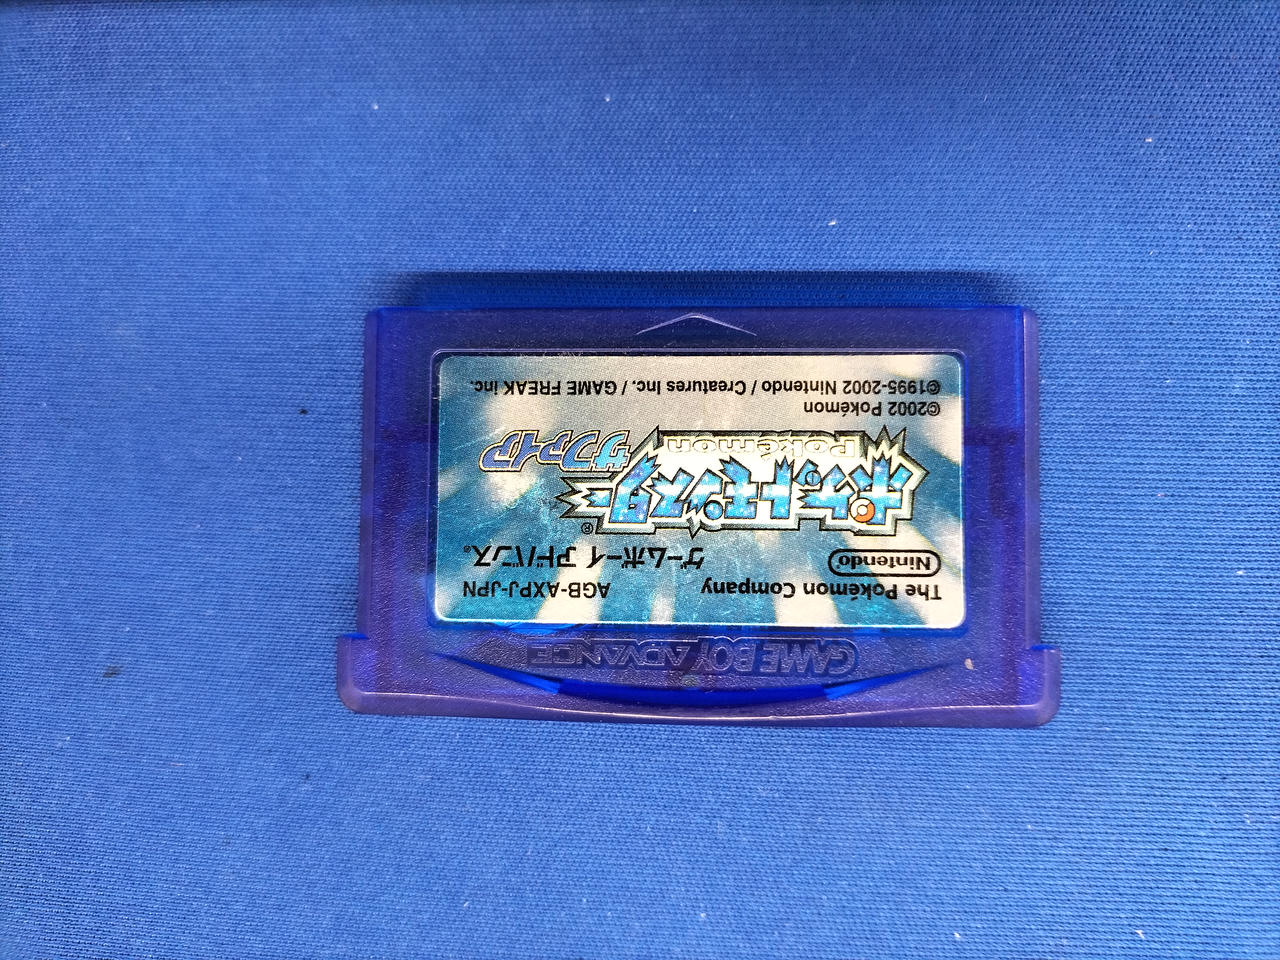 GAME BOY ADVANCE
The Pokémon Company AGB-AXPJ-JPN
Nintendo® ゲームボーイ アドバンス®
ポケットモンスター®
Pokémon サファイア
©2002 Pokémon
©1995-2002 Nintendo / Creatures Inc. / GAME FREAK inc.